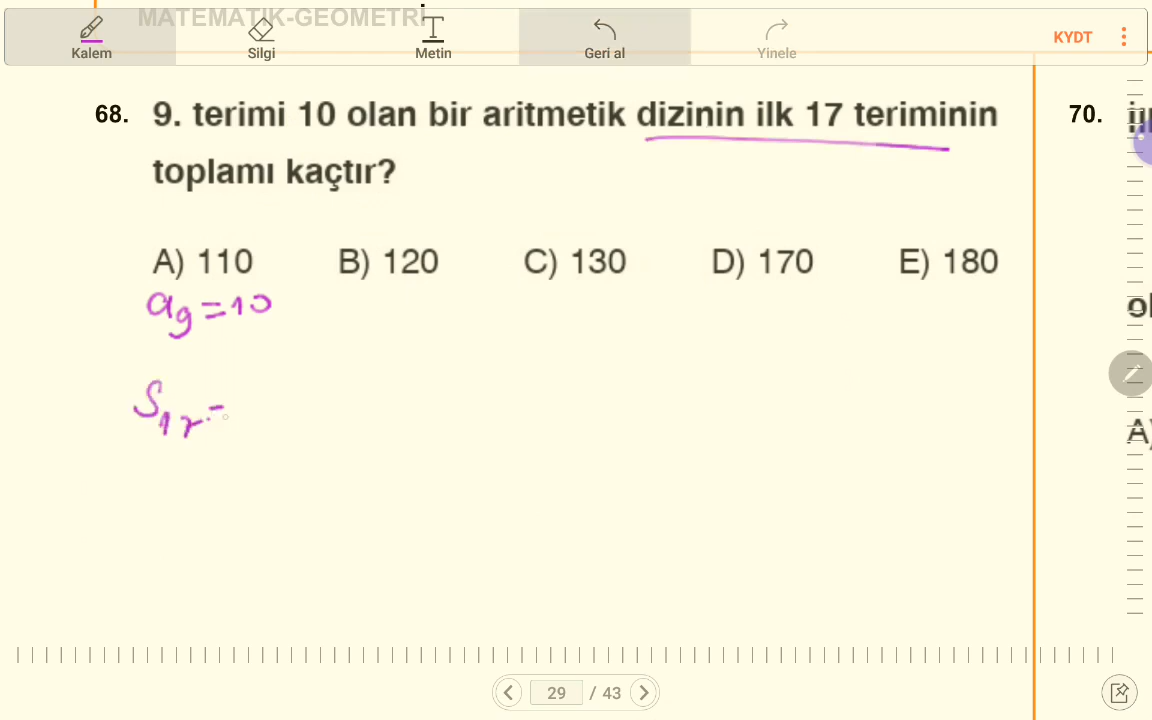 MATEMATİK-GEOMETRİ
Kalem
Silgi
Metin
Geri al
Yinele
KYDT
68. 9. terimi 10 olan bir aritmetik dizinin ilk 17 teriminin
toplamı kaçtır?
A) 110 B) 120 C) 130 D) 170 E) 180
a₉ = 10
S₁₇ =
70.
A)
29 / 43